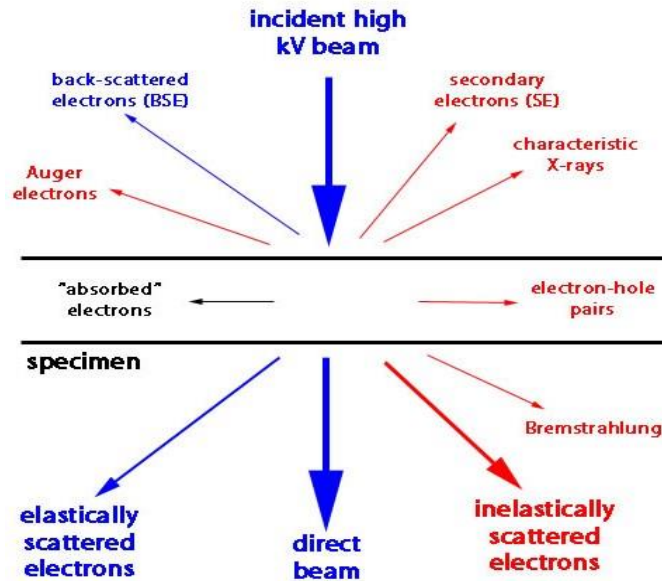 incident high
kV beam
back-scattered
electrons (BSE)
secondary
electrons (SE)
characteristic
X-rays
Auger
electrons
"absorbed"
electrons
electron-hole
pairs
specimen
Bremstrahlung
elastically
scattered
electrons
direct
beam
inelastically
scattered
electrons